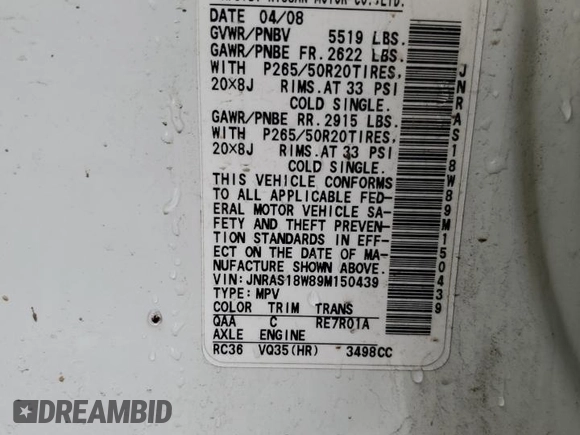 NISSAN MOTOR CO.,LTD.
DATE 04/08
GVWR/PNBV 5519 LBS.
GAWR/PNBE FR. 2622 LBS.
WITH P265/50R20TIRES,
20×8J RIMS.AT 33 PSI
COLD SINGLE.
GAWR/PNBE RR. 2915 LBS.
WITH P265/50R20TIRES,
20×8J RIMS.AT 33 PSI
COLD SINGLE.
THIS VEHICLE CONFORMS
TO ALL APPLICABLE FED-
ERAL MOTOR VEHICLE SA-
FETY AND THEFT PREVEN-
TION STANDARDS IN EFF-
ECT ON THE DATE OF MA-
NUFACTURE SHOWN ABOVE.
VIN: JNRAS18W89M150439
TYPE: MPV
COLOR TRIM TRANS
QAA C RE7R01A
AXLE ENGINE
RC36 VQ35(HR) 3498CC
JNRAS18W89M150439
DREAMBID